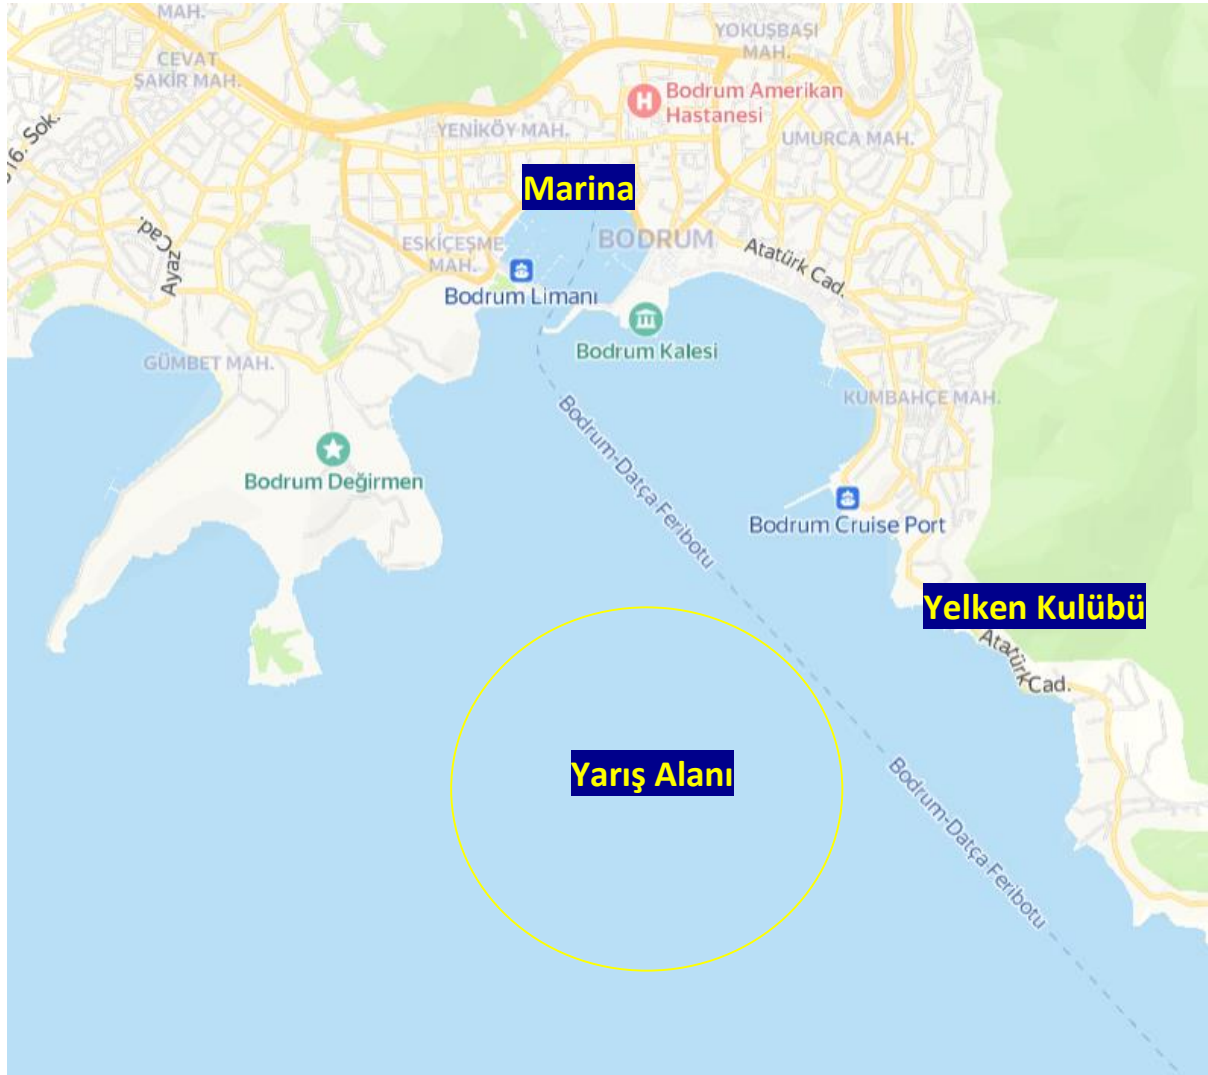 MAH.
CEVAT
ŞAKİR MAH.
YOKUŞBAŞI
MAH.
Bodrum Amerikan
Hastanesi
16. Sok.
YENİKÖY MAH.
UMURCA MAH.
Marina
Ayaz Cad.
ESKİÇEŞME
MAH.
BODRUM
Atatürk Cad.
Bodrum Limanı
Bodrum Kalesi
GÜMBET MAH.
KUMBAHÇE MAH.
Bodrum-Datça Feribotu
Bodrum Değirmen
Bodrum Cruise Port
Yelken Kulübü
Atatürk Cad.
Yarış Alanı
Bodrum-Datça Feribotu